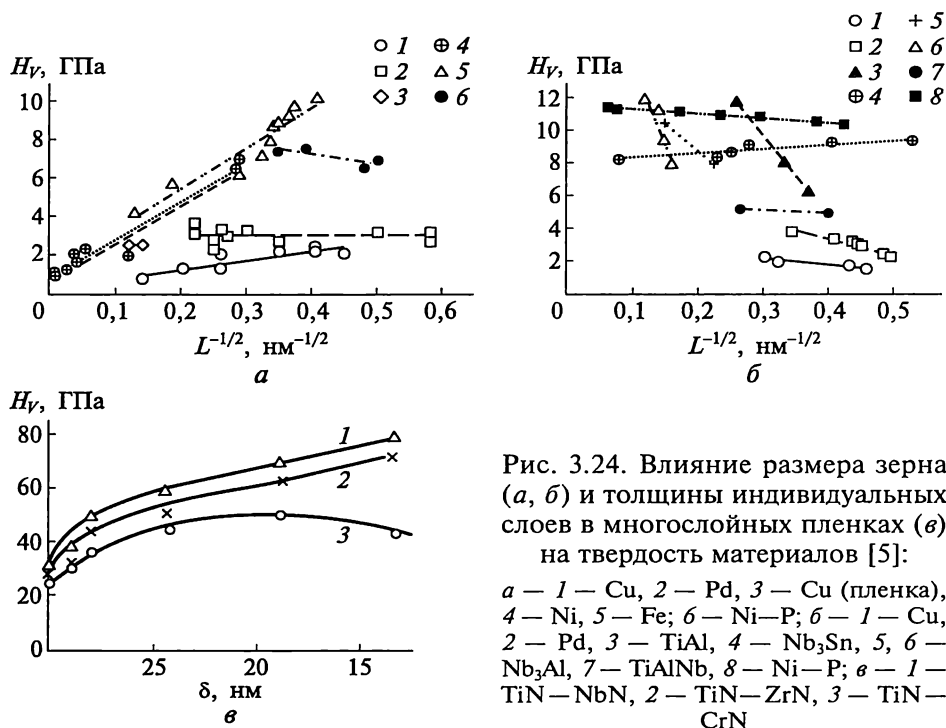 H_V, ГПа
1 4
2 5
3 6
10
8
6
4
2
0 0,1 0,2 0,3 0,4 0,5 0,6
L^{-1/2}, нм^{-1/2}
а
H_V, ГПа
1 5
2 6
3 7
4 8
12
10
8
6
4
2
0 0,1 0,2 0,3 0,4 0,5
L^{-1/2}, нм^{-1/2}
б
H_V, ГПа
80
60
40
20
0
1
2
3
25 20 15
δ, нм
в
Рис. 3.24. Влияние размера зерна
(а, б) и толщины индивидуальных
слоев в многослойных пленках (в)
на твердость материалов [5]:
а — 1 — Cu, 2 — Pd, 3 — Cu (пленка),
4 — Ni, 5 — Fe; 6 — Ni—P; б — 1 — Cu,
2 — Pd, 3 — TiAl, 4 — Nb₃Sn, 5, 6 —
Nb₃Al, 7 — TiAlNb, 8 — Ni—P; в — 1 —
TiN—NbN, 2 — TiN—ZrN, 3 — TiN—
CrN